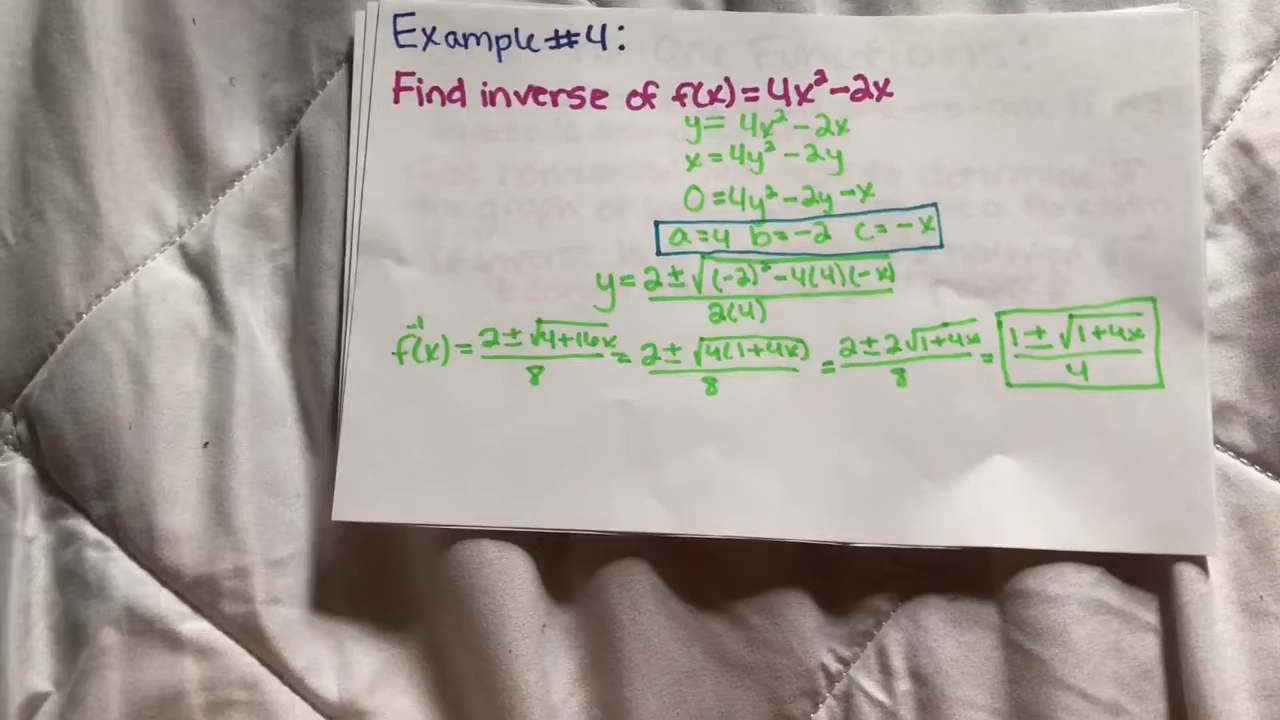 Example #4:
Find inverse of f(x) = 4x² - 2x
y = 4x² - 2x
x = 4y² - 2y
0 = 4y² - 2y - x
a = 4 b = -2 c = -x
y = 2 ± √(-2)² - 4(4)(-x) / 2(4)
f⁻¹(x) = 2 ± √4+16x / 8 = 2 ± √4(1+4x) / 8 = 2 ± 2√1+4x / 8 = 1 ± √1+4x / 4